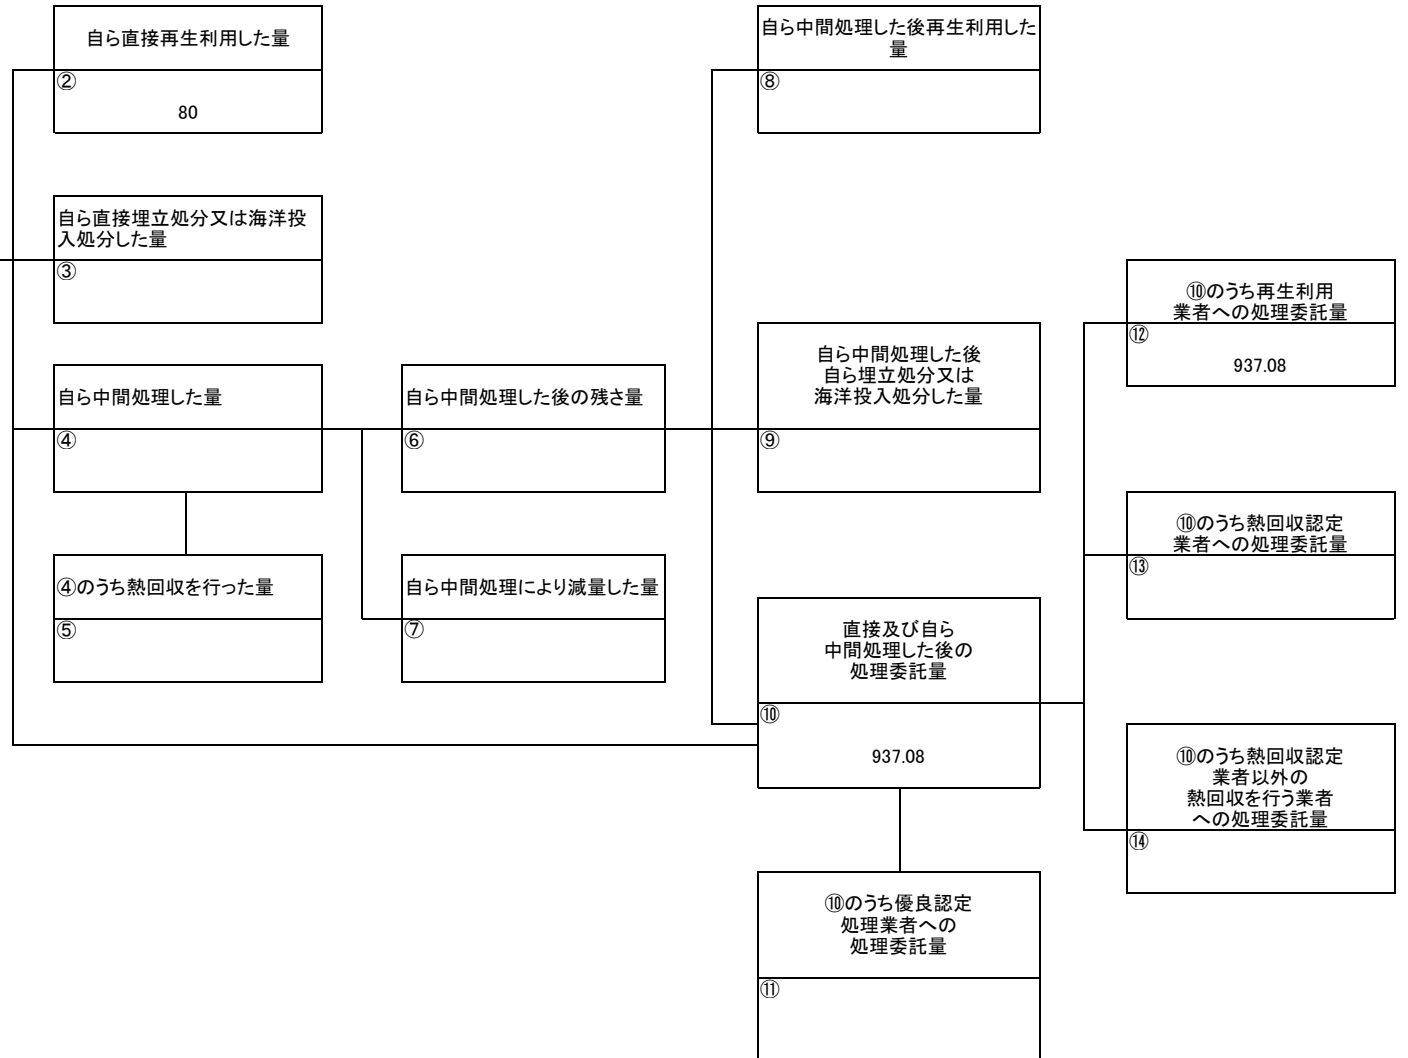 自ら直接再生利用した量
②
80
自ら直接埋立処分又は海洋投
入処分した量
③
自ら中間処理した量
④
④のうち熱回収を行った量
⑤
自ら中間処理した後の残さ量
⑥
自ら中間処理により減量した量
⑦
自ら中間処理した後再生利用した
量
⑧
自ら中間処理した後
自ら埋立処分又は
海洋投入処分した量
⑨
直接及び自ら
中間処理した後の
処理委託量
⑩
937.08
⑩のうち優良認定
処理業者への
処理委託量
⑪
⑩のうち再生利用
業者への処理委託量
⑫
937.08
⑩のうち熱回収認定
業者への処理委託量
⑬
⑩のうち熱回収認定
業者以外の
熱回収を行う業者
への処理委託量
⑭